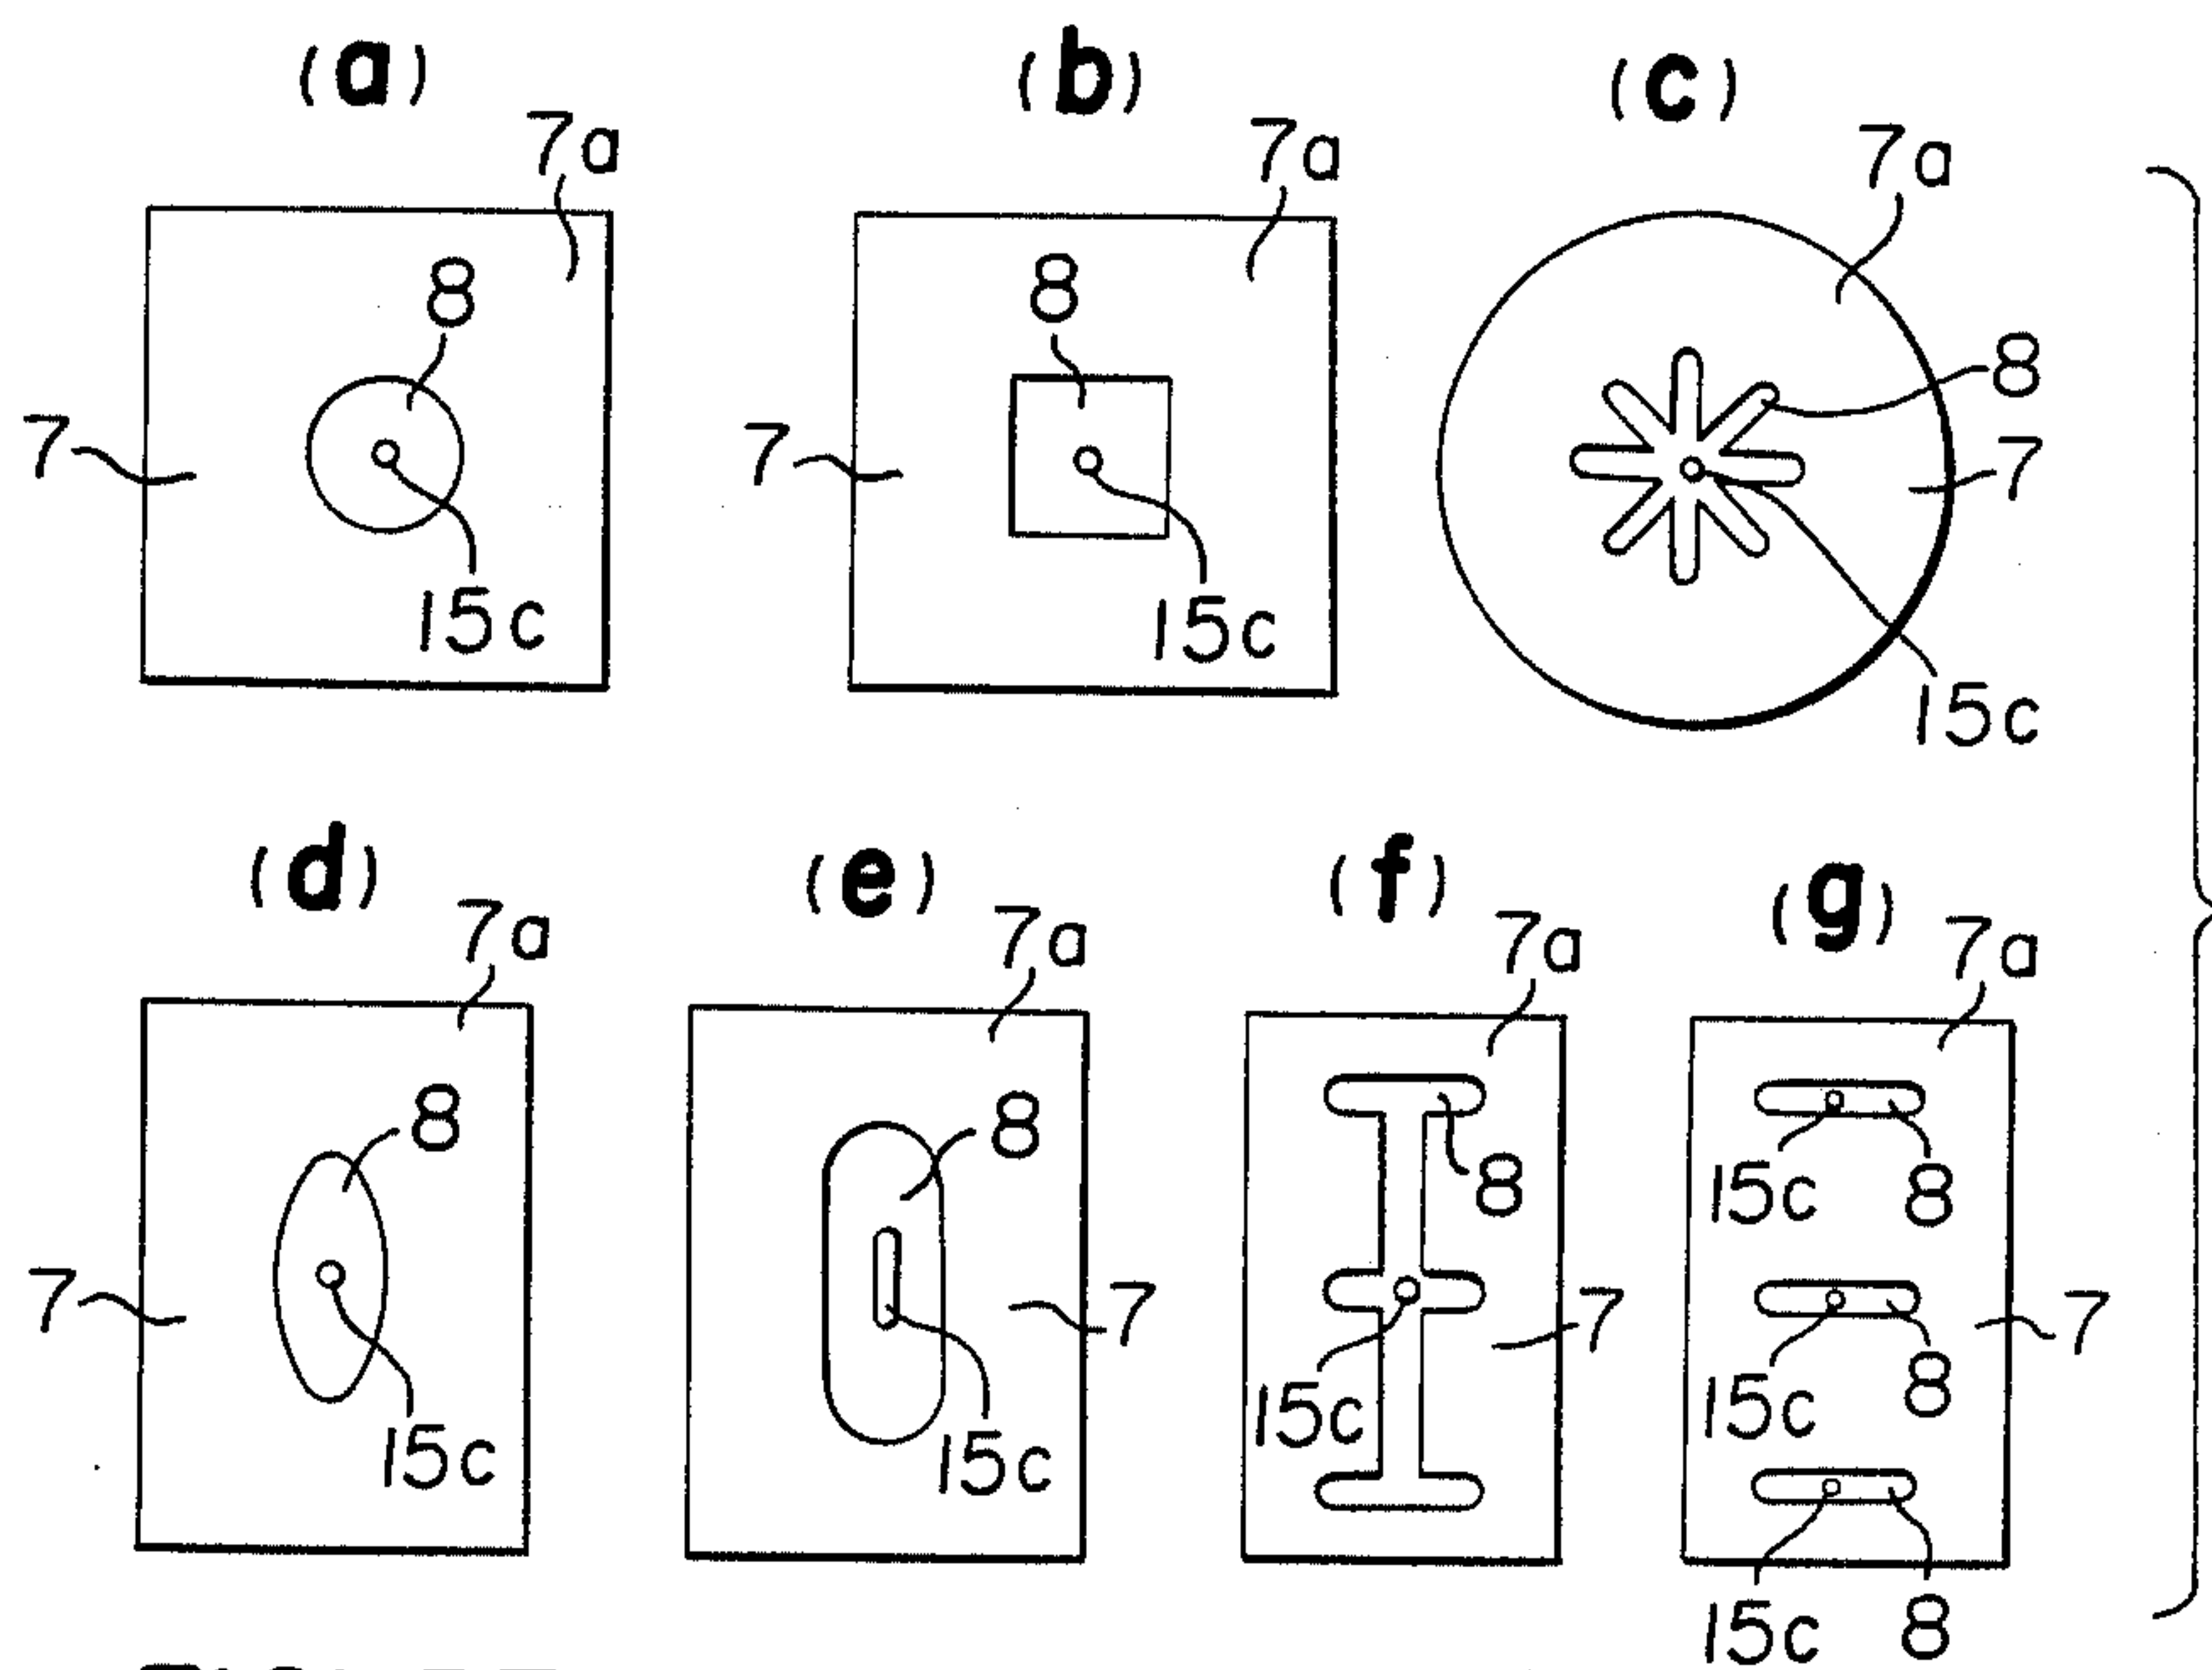 (a) (b) (c)
7a 7a 7a
8 8 8
7 7 7
15c 15c 15c
(d) (e) (f) (g)
7a 7a 7a 7a
8 8 8 15c 8
7 7 7 15c 8 7
15c 15c 15c 15c 8